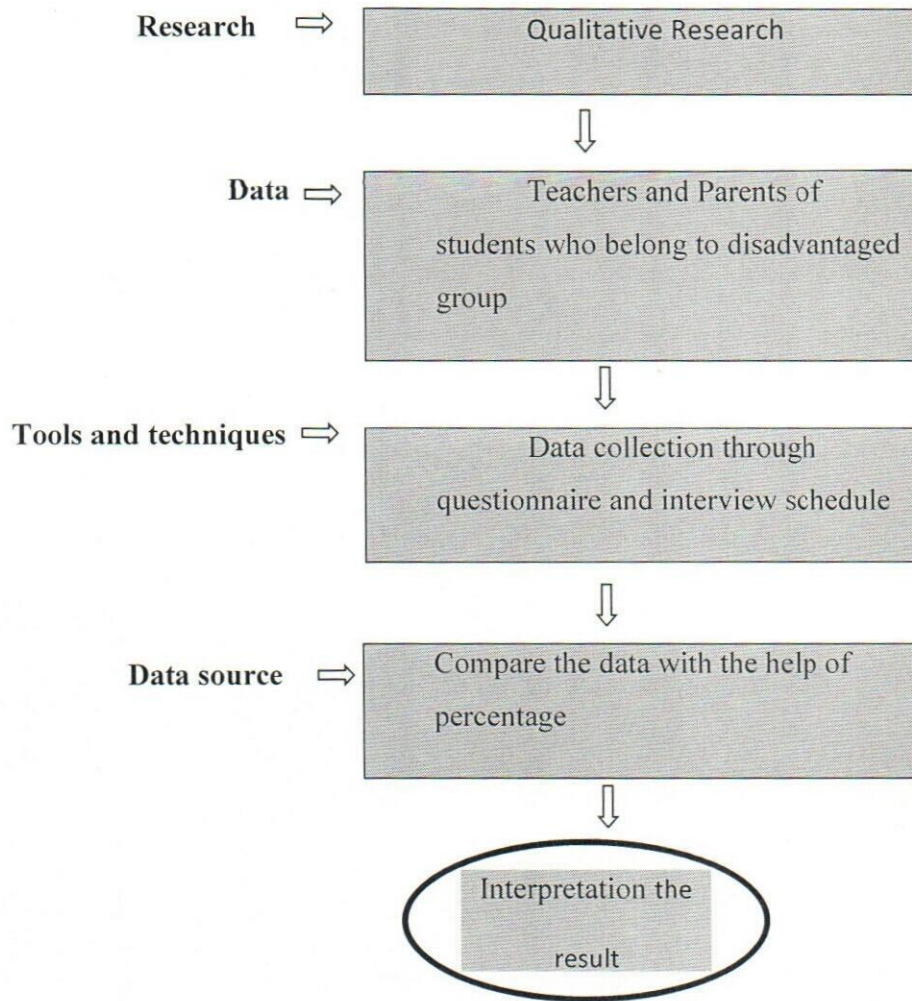 Research
Qualitative Research
Data
Teachers and Parents of
students who belong to disadvantaged
group
Tools and techniques
Data collection through
questionnaire and interview schedule
Data source
Compare the data with the help of
percentage
Interpretation the
result